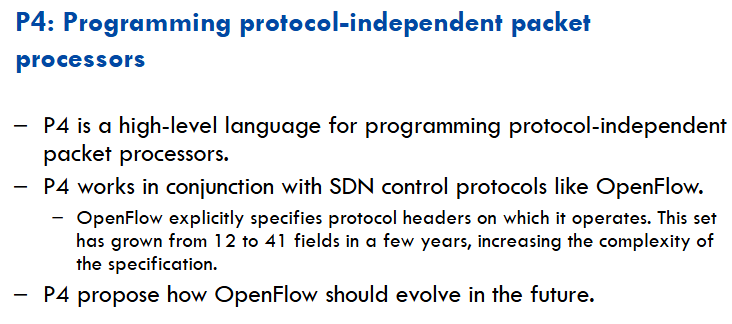 P4: Programming protocol-independent packet
processors
– P4 is a high-level language for programming protocol-independent
packet processors.
– P4 works in conjunction with SDN control protocols like OpenFlow.
– OpenFlow explicitly specifies protocol headers on which it operates. This set
has grown from 12 to 41 fields in a few years, increasing the complexity of
the specification.
– P4 propose how OpenFlow should evolve in the future.